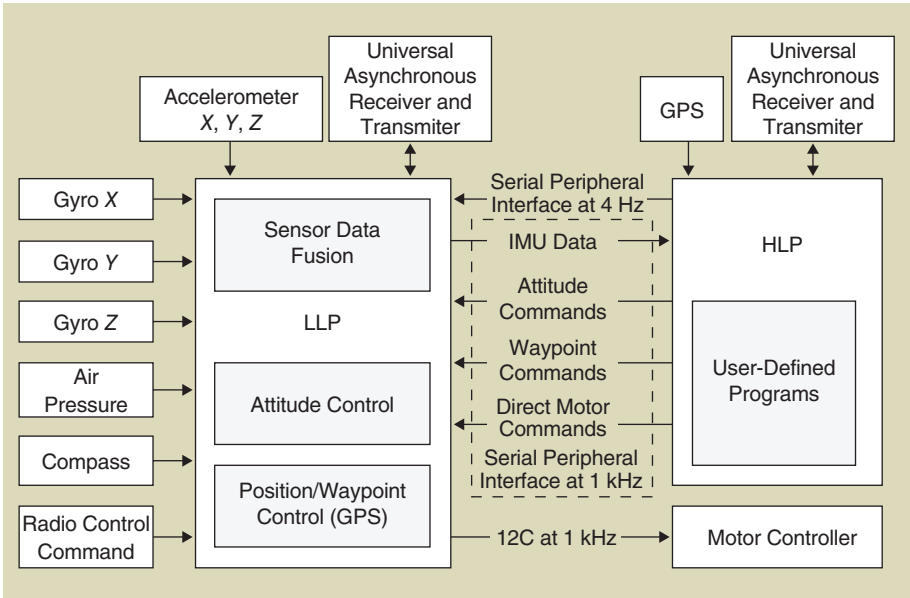 Universal
Asynchronous
Receiver and
Transmiter
Accelerometer
X, Y, Z
GPS
Universal
Asynchronous
Receiver and
Transmiter
Gyro X
Gyro Y
Gyro Z
Air
Pressure
Compass
Radio Control
Command
Sensor Data
Fusion
LLP
Attitude Control
Position/Waypoint
Control (GPS)
Serial Peripheral
Interface at 4 Hz
IMU Data
Attitude
Commands
Waypoint
Commands
Direct Motor
Commands
Serial Peripheral
Interface at 1 kHz
12C at 1 kHz
HLP
User-Defined
Programs
Motor Controller